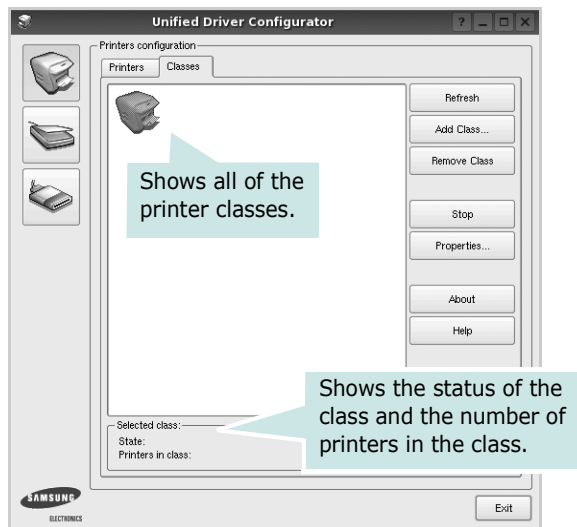 Unified Driver Configurator
Printers configuration
Printers Classes
Refresh
Add Class...
Remove Class
Stop
Properties...
About
Help
Shows all of the
printer classes.
Shows the status of the
class and the number of
printers in the class.
Selected class:
State:
Printers in class:
SAMSUNG
ELECTRONICS
Exit